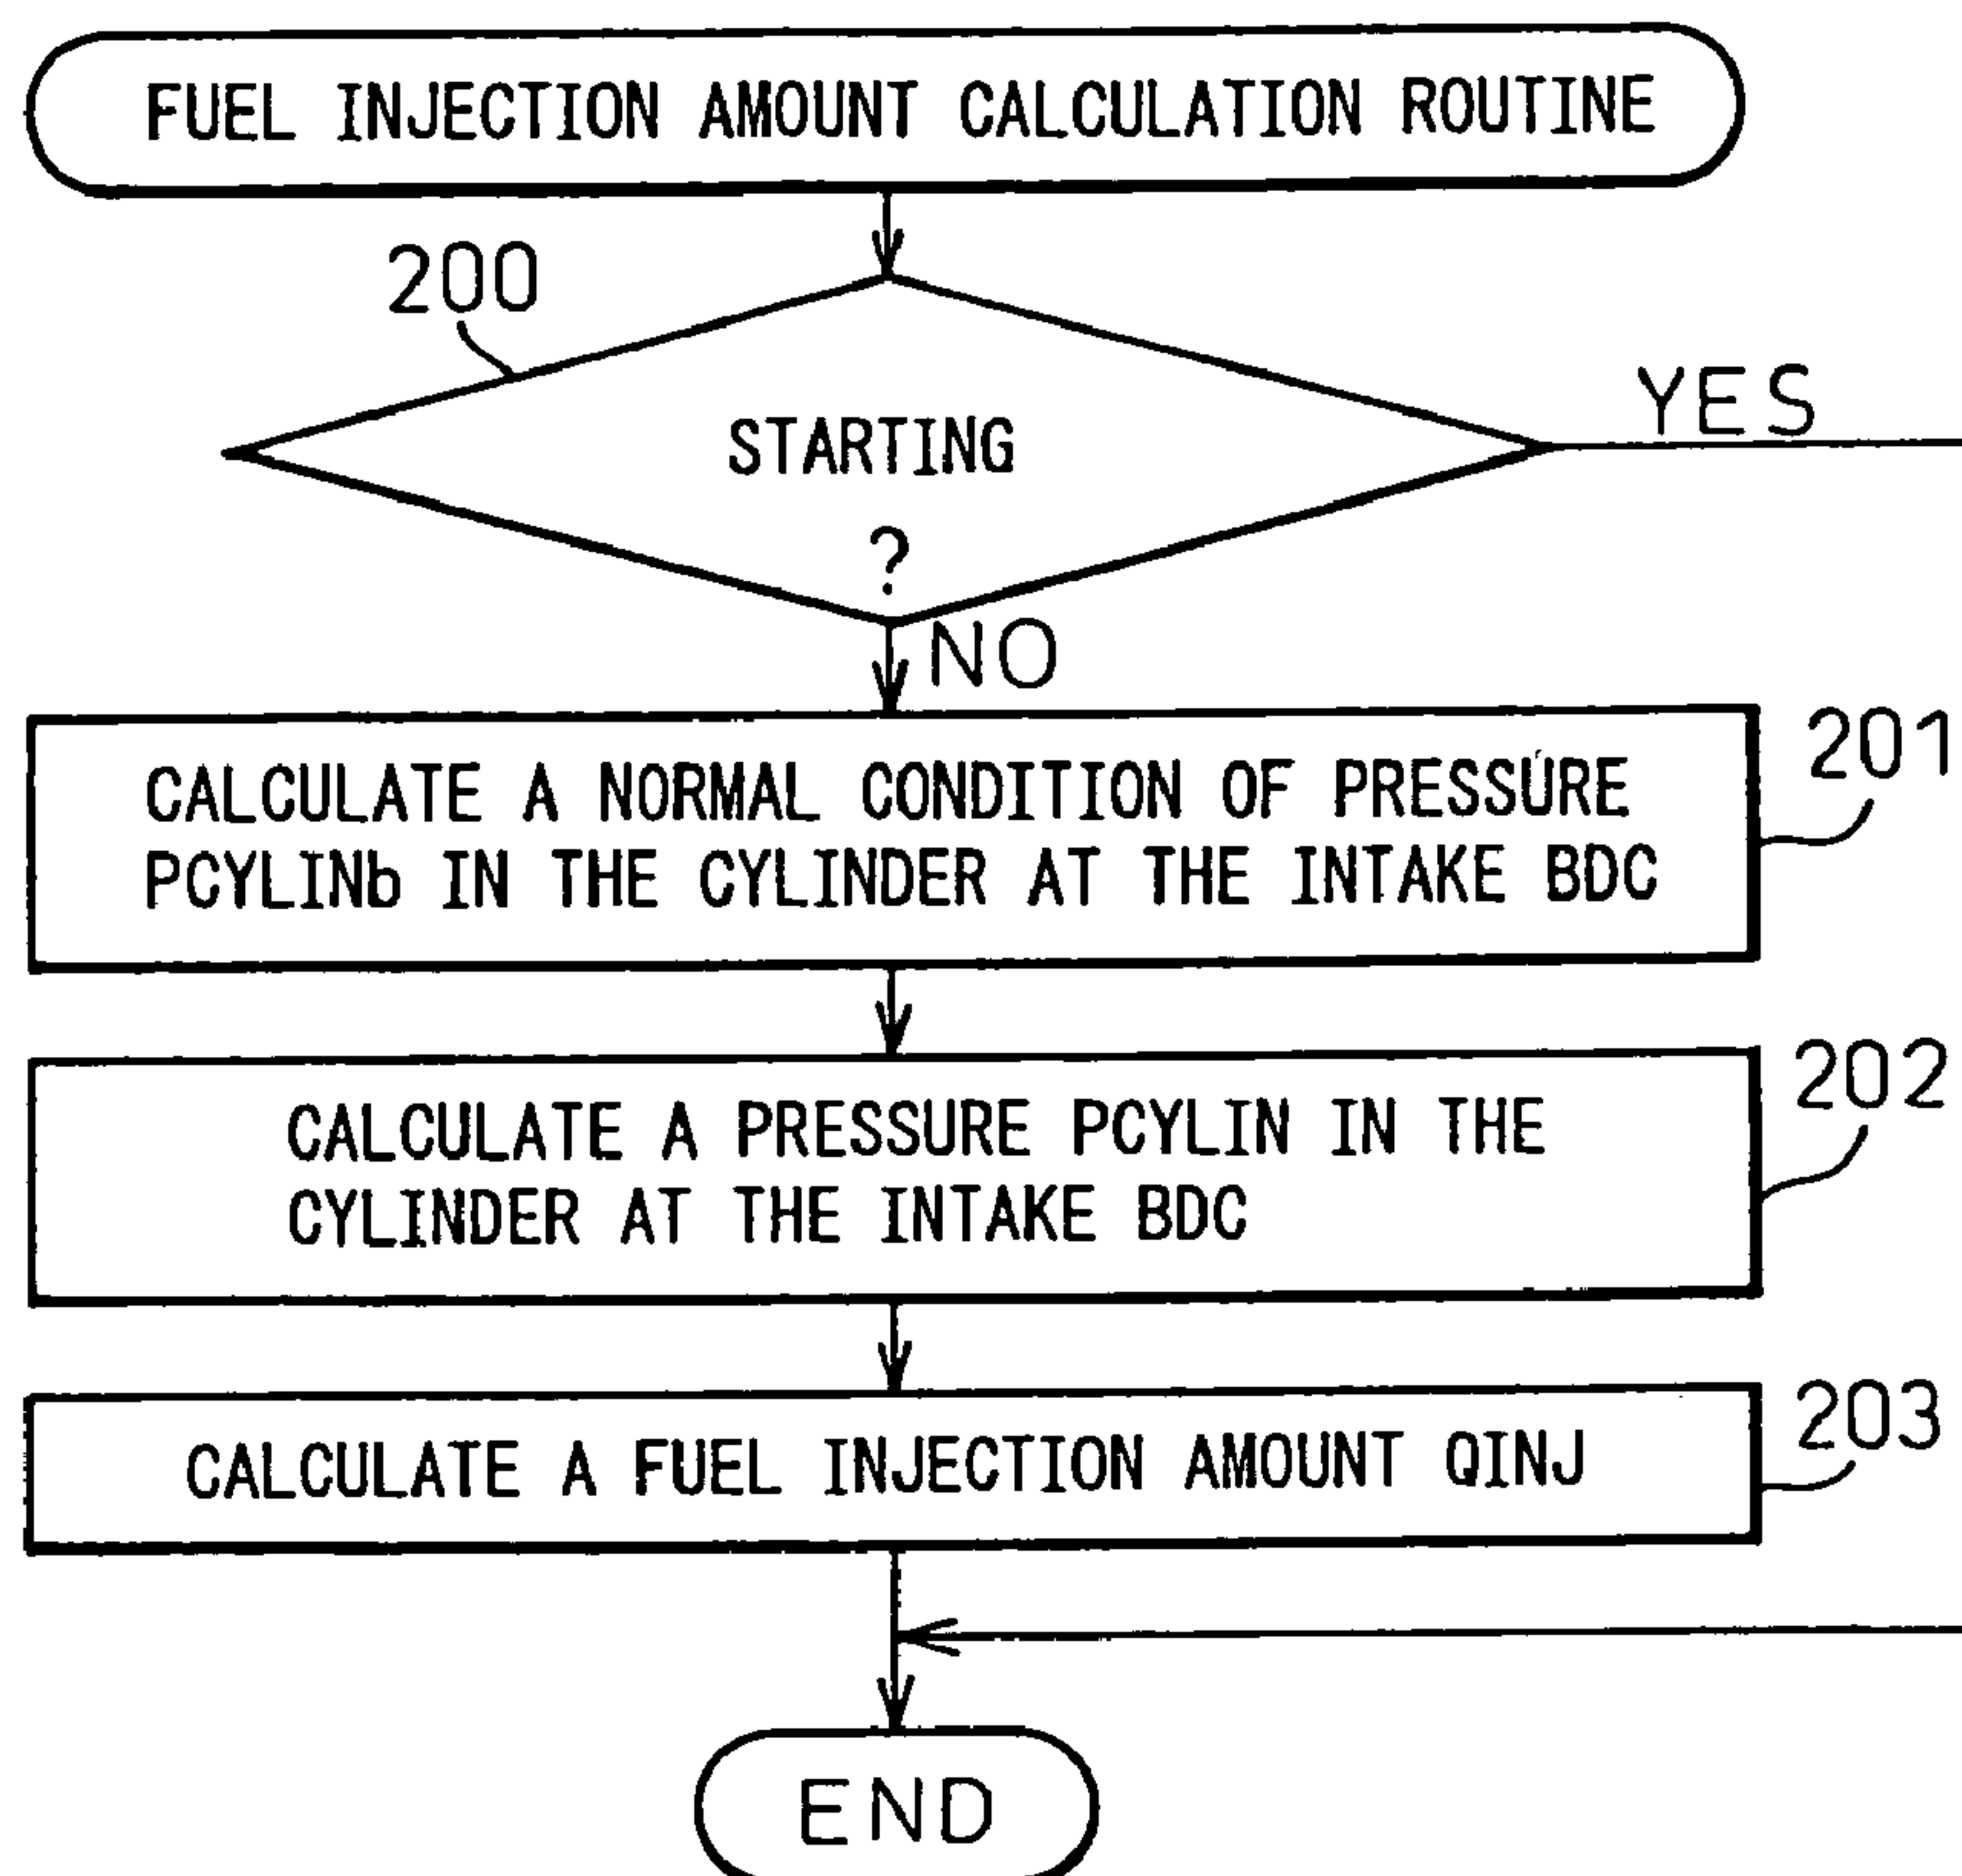 FUEL INJECTION AMOUNT CALCULATION ROUTINE
200
STARTING
?
YES
NO
201
CALCULATE A NORMAL CONDITION OF PRESSURE
PCYLINb IN THE CYLINDER AT THE INTAKE BDC
202
CALCULATE A PRESSURE PCYLIN IN THE
CYLINDER AT THE INTAKE BDC
203
CALCULATE A FUEL INJECTION AMOUNT QINJ
END